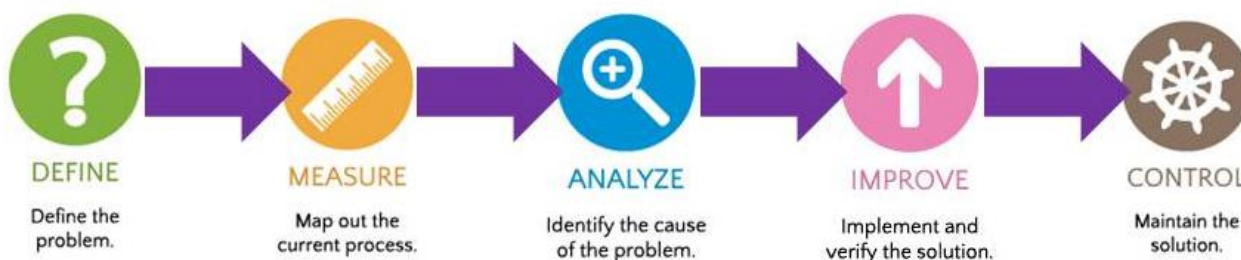 DEFINE
Define the
problem.
MEASURE
Map out the
current process.
ANALYZE
Identify the cause
of the problem.
IMPROVE
Implement and
verify the solution.
CONTROL
Maintain the
solution.